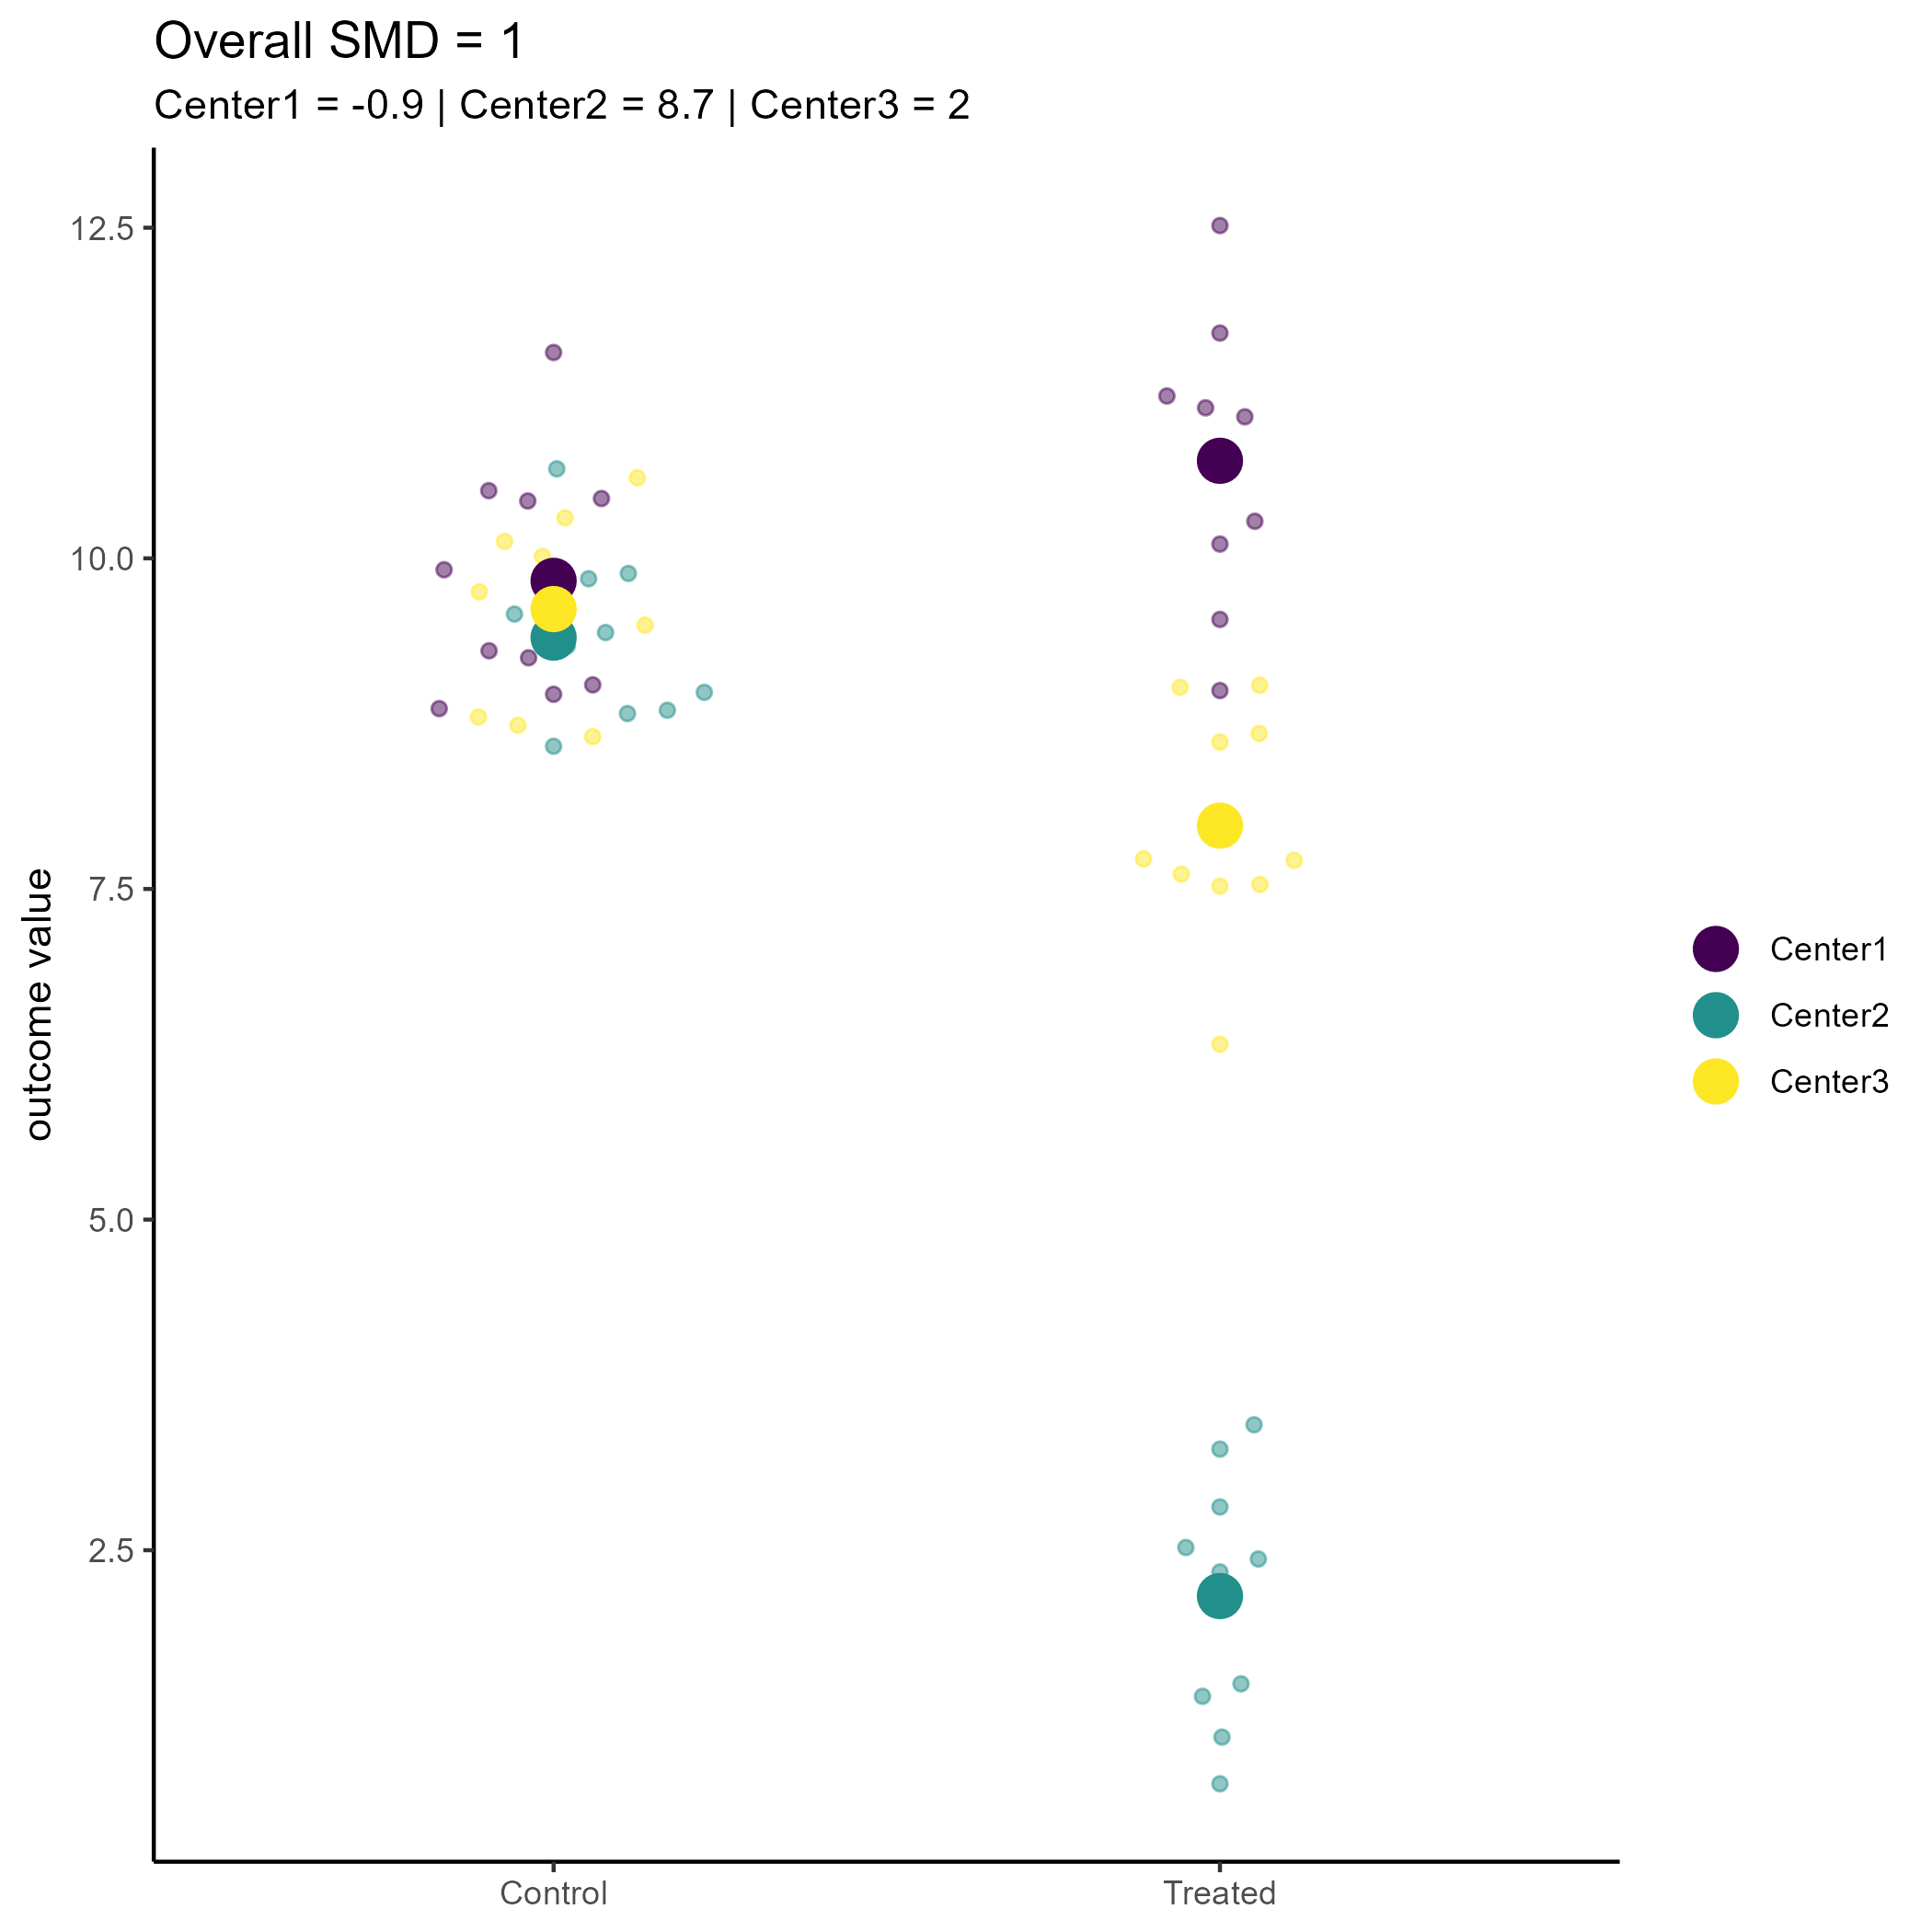 Overall SMD = 1
Center1 = -0.9 | Center2 = 8.7 | Center3 = 2
12.5
10.0
7.5
5.0
2.5
outcome value
Control
Treated
Center1
Center2
Center3